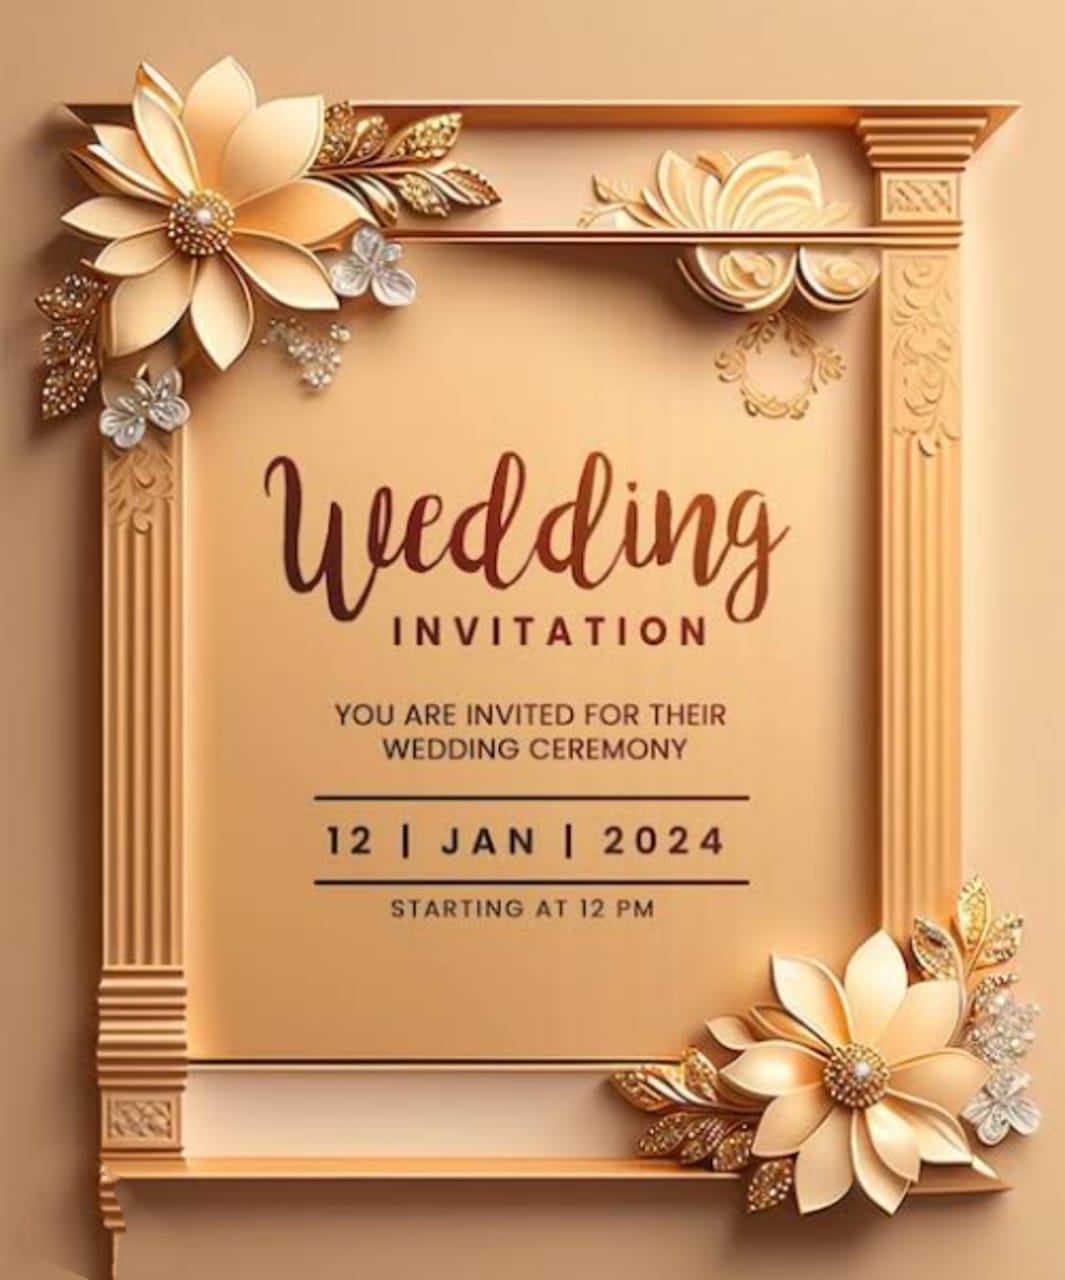 Wedding
INVITATION
YOU ARE INVITED FOR THEIR
WEDDING CEREMONY
12 | JAN | 2024
STARTING AT 12 PM